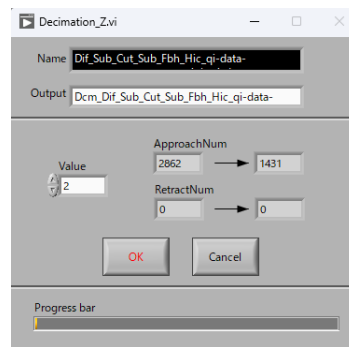 Decimation_Z.vi
Name
Dif_Sub_Cut_Sub_Fbh_Hic_qi-data-
Output
Dcm_Dif_Sub_Cut_Sub_Fbh_Hic_qi-data-
ApproachNum
Value
2862
1431
2
RetractNum
0
0
OK
Cancel
Progress bar